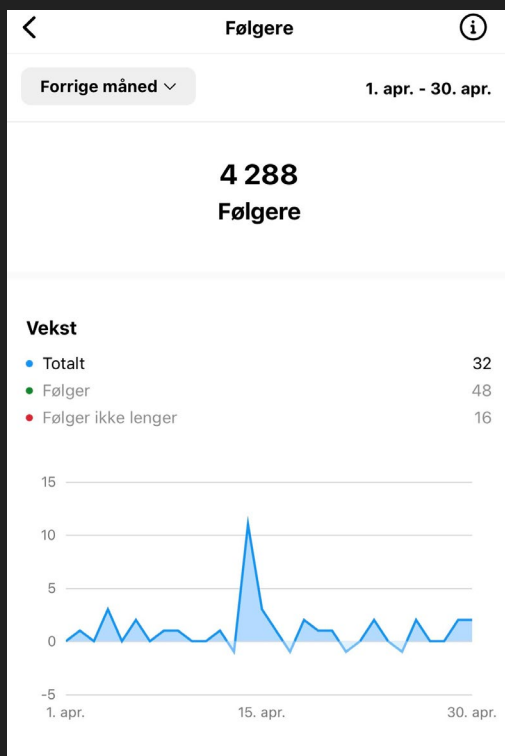 Følgere
Forrige måned
1. apr. - 30. apr.
4 288
Følgere
Vekst
Totalt 32
Følger 48
Følger ikke lenger 16
15
10
5
0
-5
1. apr. 15. apr. 30. apr.